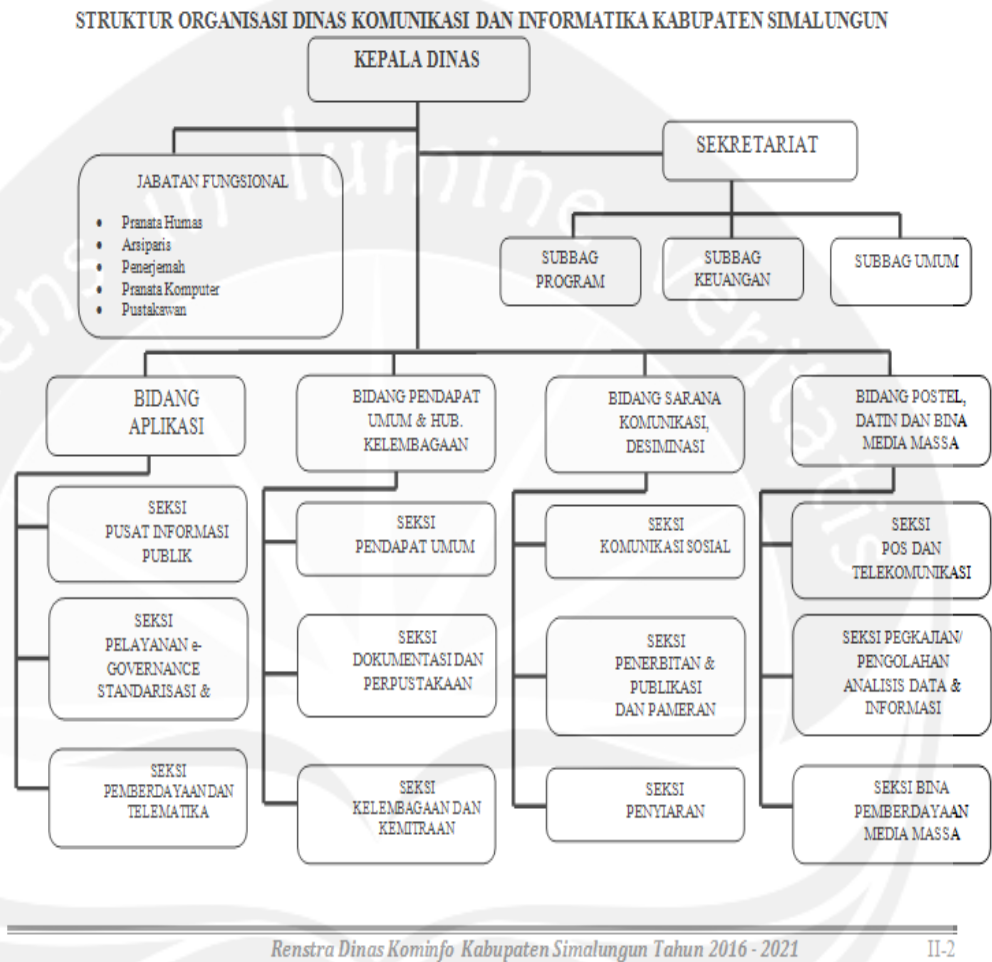 STRUKTUR ORGANISASI DINAS KOMUNIKASI DAN INFORMATIKA KABUPATEN SIMALUNGUN
KEPALA DINAS
SEKRETARIAT
JABATAN FUNGSIONAL
• Pranata Humas
• Arsiparis
• Penerjemah
• Pranata Komputer
• Pustakawan
SUBBAG
PROGRAM
SUBBAG
KEUANGAN
SUBBAG UMUM
BIDANG
APLIKASI
BIDANG PENDAPAT
UMUM & HUB.
KELEMBAGAAN
BIDANG SARANA
KOMUNIKASI,
DESIMINASI
BIDANG POSTEL,
DATIN DAN BINA
MEDIA MASSA
SEKSI
PUSAT INFORMASI
PUBLIK
SEKSI
PENDAPAT UMUM
SEKSI
KOMUNIKASI SOSIAL
SEKSI
POS DAN
TELEKOMUNIKASI
SEKSI
PELAYANAN e-
GOVERNANCE
STANDARISASI &
SEKSI
DOKUMENTASI DAN
PERPUSTAKAAN
SEKSI
PENERBITAN &
PUBLIKASI
DAN PAMERAN
SEKSI PEGKAJIAN/
PENGOLAHAN
ANALISIS DATA &
INFORMASI
SEKSI
PEMBERDAYAAN DAN
TELEMATIKA
SEKSI
KELEMBAGAAN DAN
KEMITRAAN
SEKSI
PENYIARAN
SEKSI BINA
PEMBERDAYAAN
MEDIA MASSA
Renstra Dinas Kominfo Kabupaten Simalungun Tahun 2016 - 2021
II-2
ens in lumine veritatis